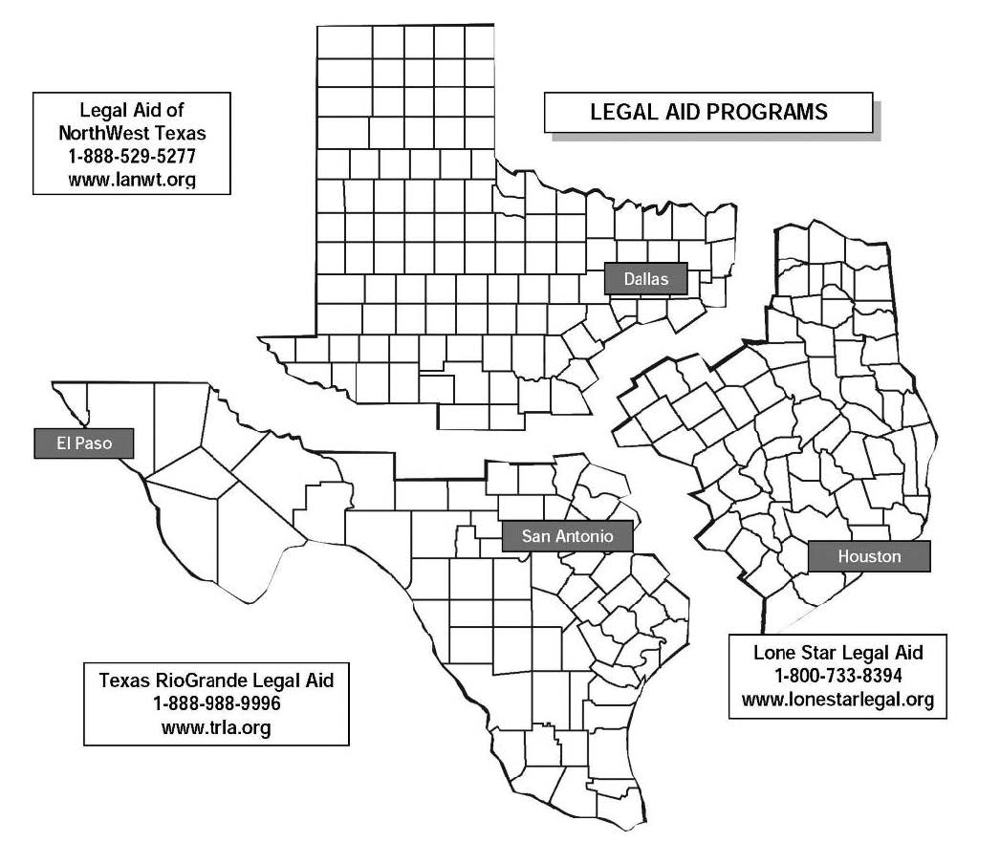 Legal Aid of
NorthWest Texas
1-888-529-5277
www.lanwt.org
LEGAL AID PROGRAMS
Dallas
El Paso
San Antonio
Houston
Lone Star Legal Aid
1-800-733-8394
www.lonestarlegal.org
Texas RioGrande Legal Aid
1-888-988-9996
www.trla.org